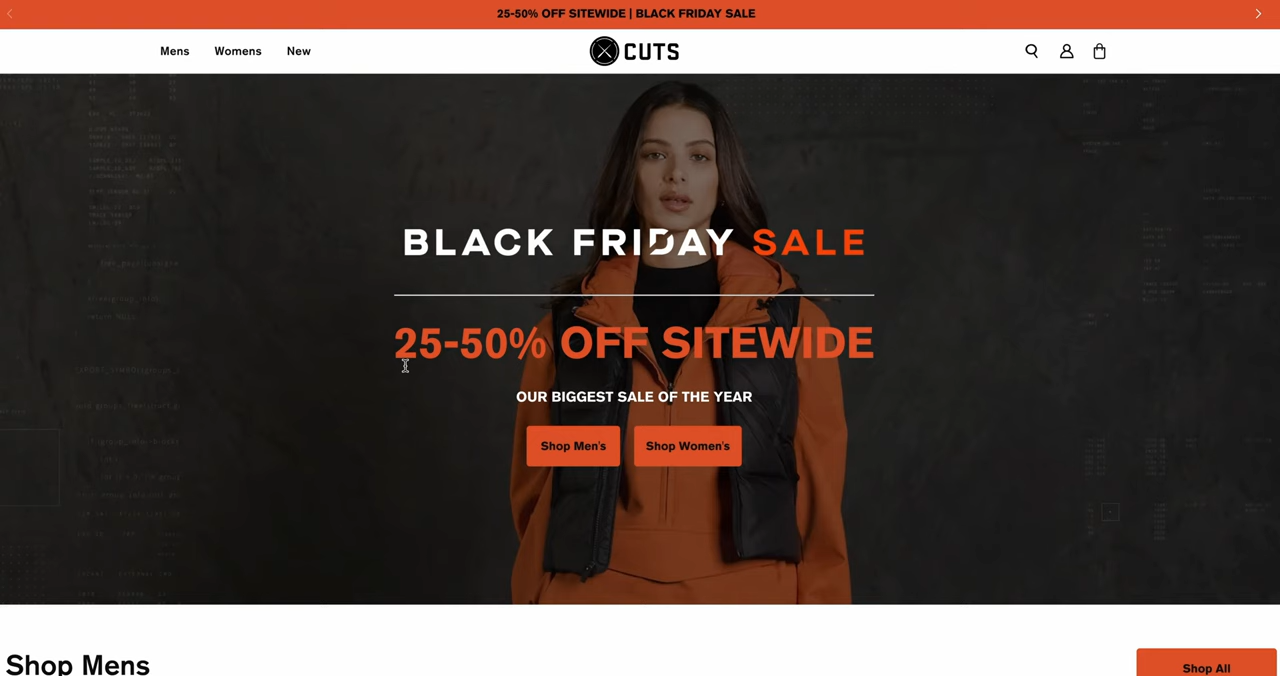 25-50% OFF SITEWIDE | BLACK FRIDAY SALE
Mens Womens New
CUTS
BLACK FRIDAY SALE
25-50% OFF SITEWIDE
OUR BIGGEST SALE OF THE YEAR
Shop Men's Shop Women's
Shop Mens
Shop All